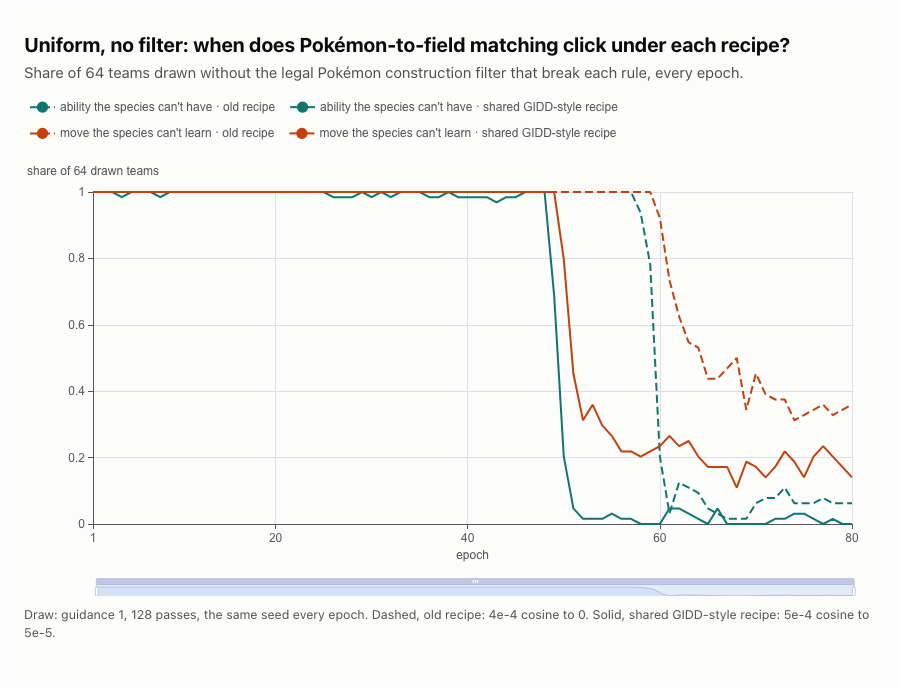 Uniform, no filter: when does Pokémon-to-field matching click under each recipe?
Share of 64 teams drawn without the legal Pokémon construction filter that break each rule, every epoch.
ability the species can't have · old recipe
ability the species can't have · shared GIDD-style recipe
move the species can't learn · old recipe
move the species can't learn · shared GIDD-style recipe
share of 64 drawn teams
1
0.8
0.6
0.4
0.2
0
1
20
40
60
80
epoch
Draw: guidance 1, 128 passes, the same seed every epoch. Dashed, old recipe: 4e-4 cosine to 0. Solid, shared GIDD-style recipe: 5e-4 cosine to
5e-5.